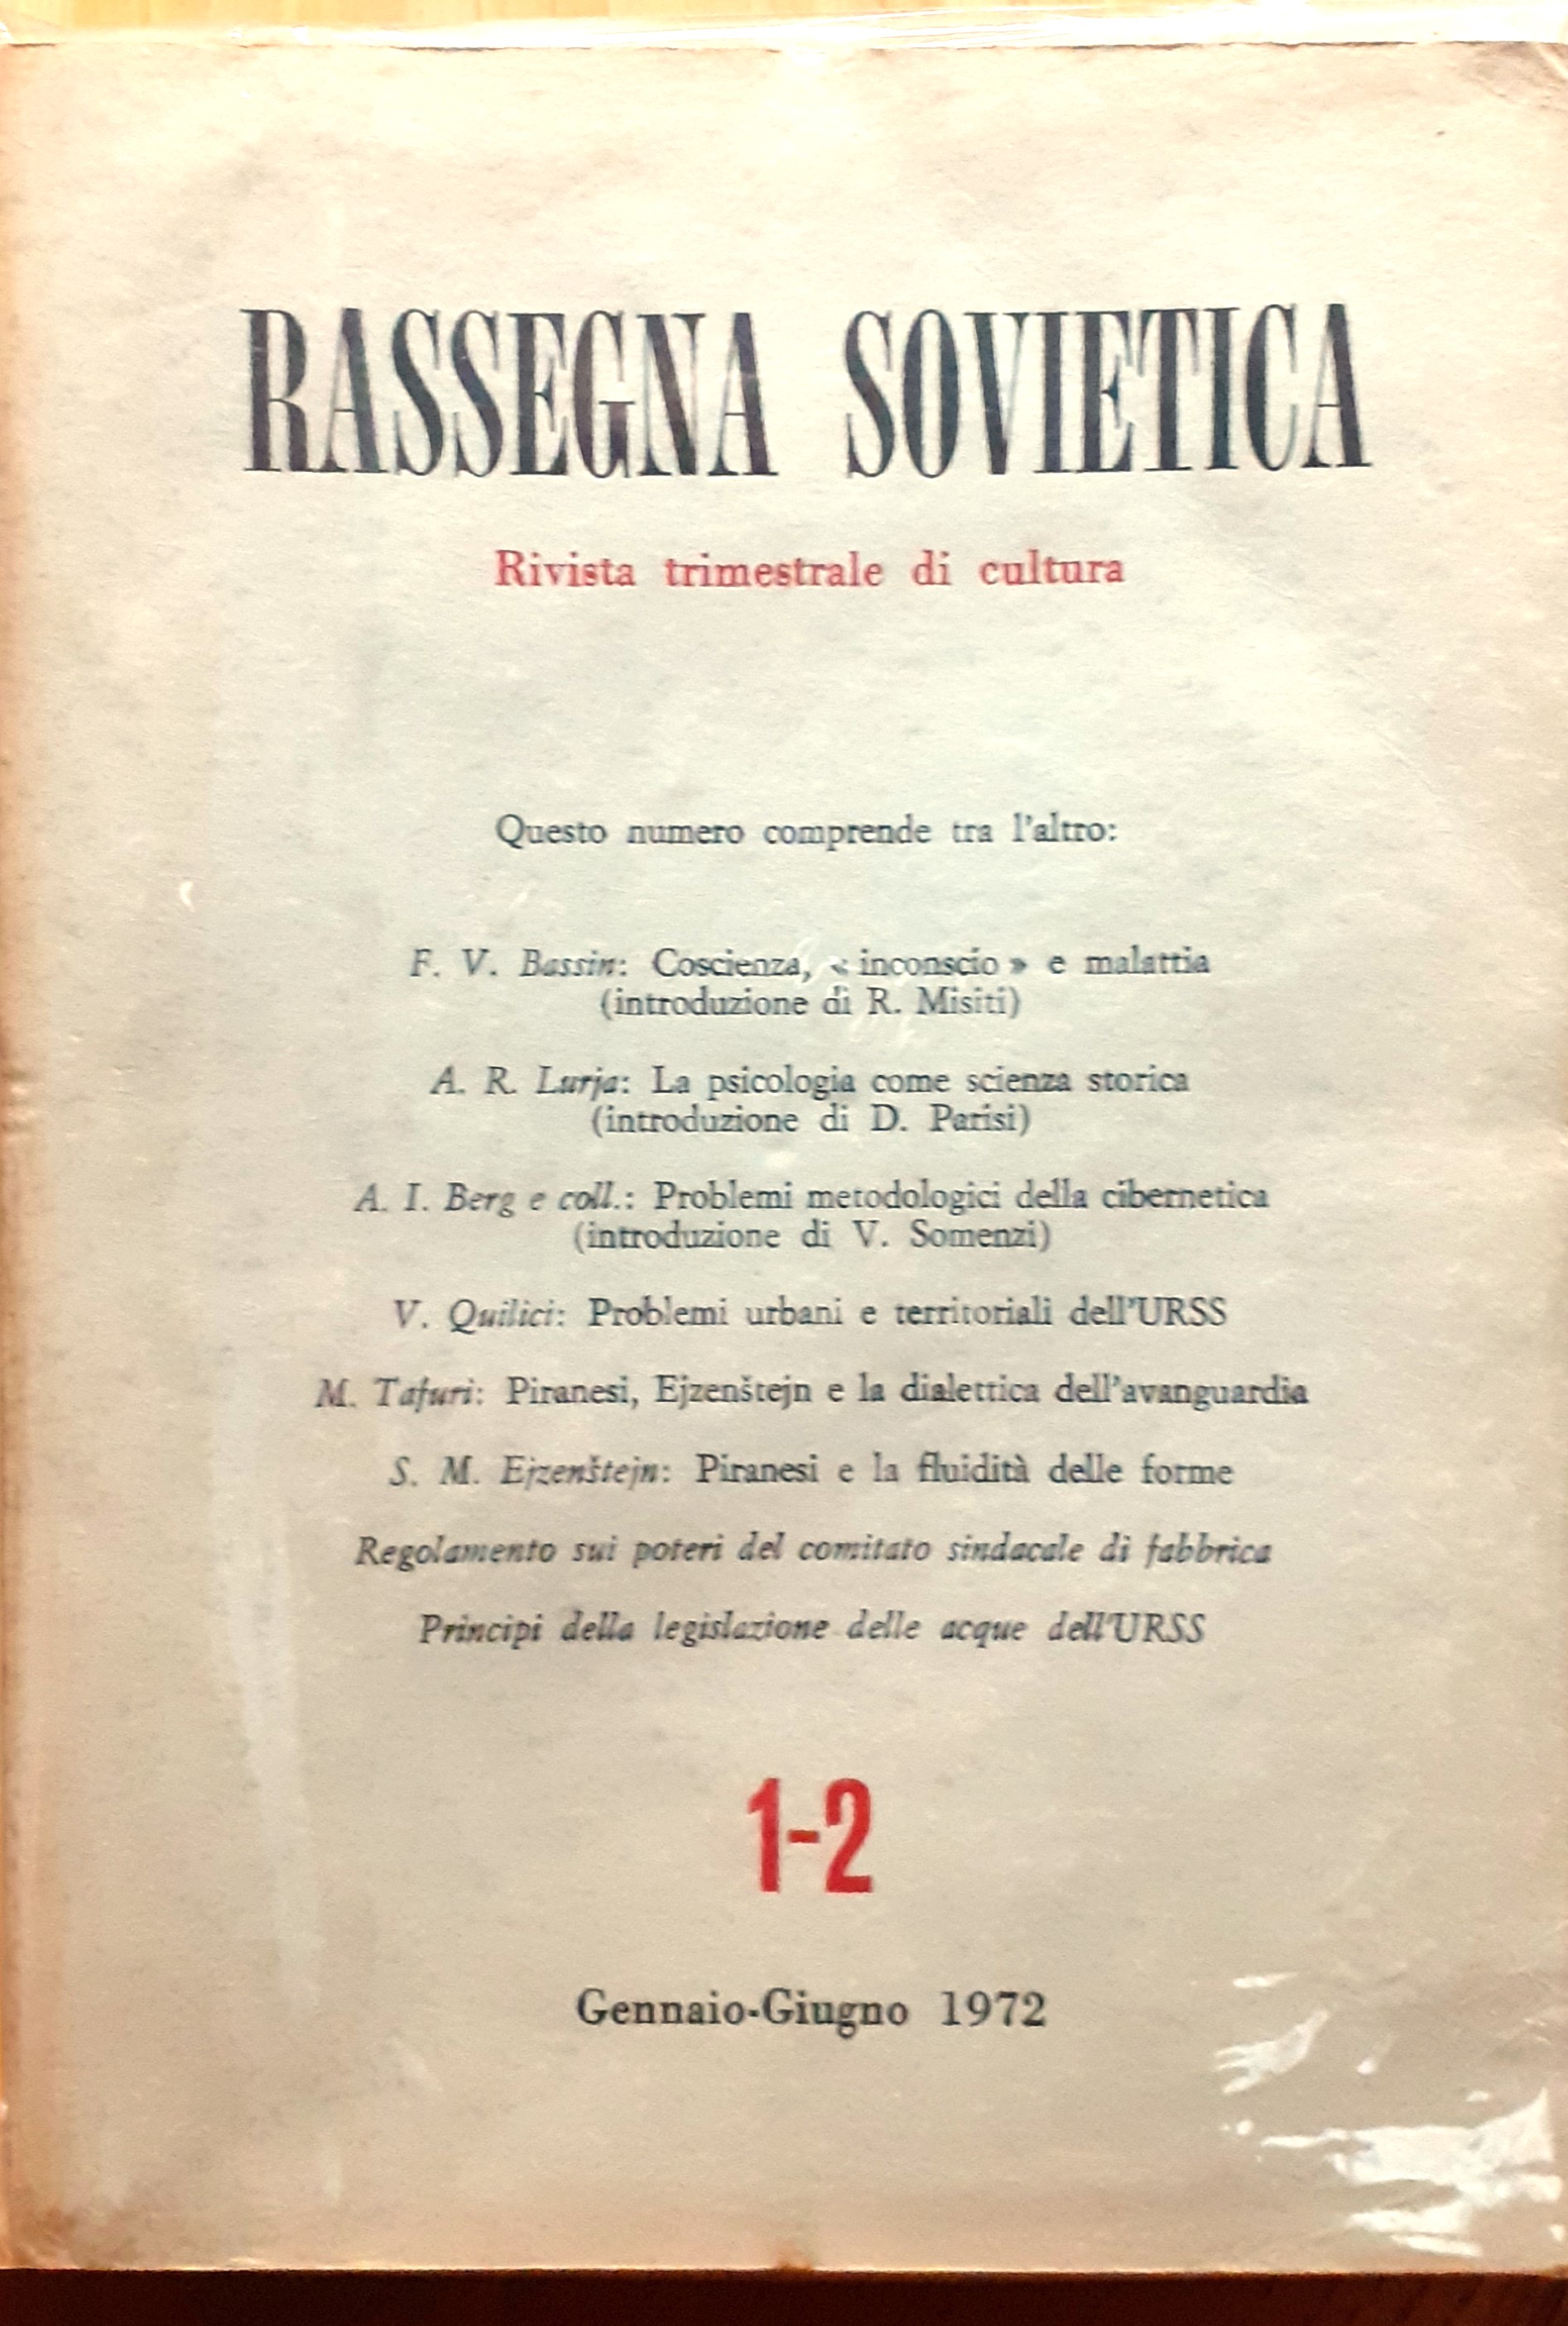 RASSEGNA SOVIETICA
Rivista trimestrale di cultura
Questo numero comprende tra l'altro:
F. V. Bassin: Coscienza, « inconscio » e malattia
(introduzione di R. Misiti)
A. R. Lurja: La psicologia come scienza storica
(introduzione di D. Parisi)
A. I. Berg e coll.: Problemi metodologici della cibernetica
(introduzione di V. Somenzi)
V. Quilici: Problemi urbani e territoriali dell'URSS
M. Tafuri: Piranesi, Ejzenštejn e la dialettica dell'avanguardia
S. M. Ejzenštejn: Piranesi e la fluidità delle forme
Regolamento sui poteri del comitato sindacale di fabbrica
Principi della legislazione delle acque dell'URSS
1-2
Gennaio-Giugno 1972